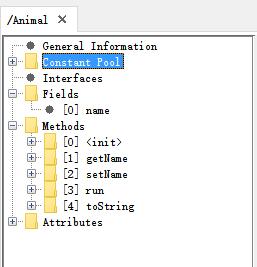 /Animal
General Information
Constant Pool
Interfaces
Fields
[0] name
Methods
[0] <init>
[1] getName
[2] setName
[3] run
[4] toString
Attributes